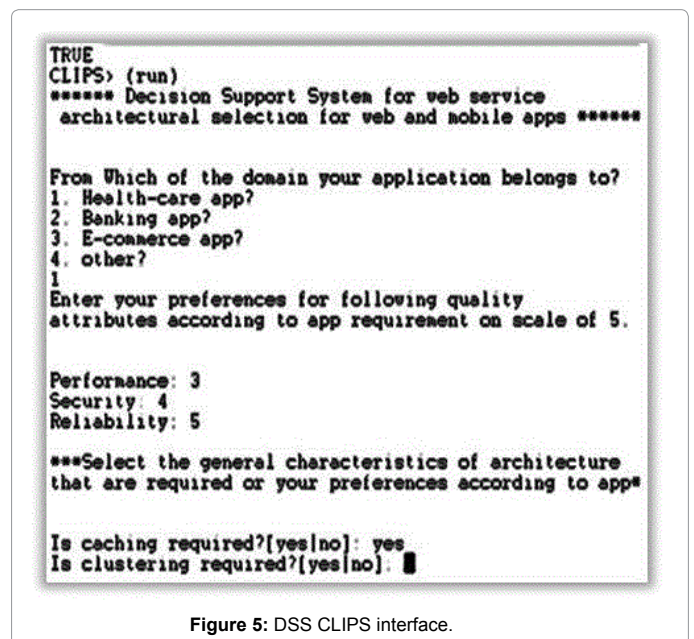 TRUE
CLIPS> (run)
****** Decision Support System for web service
architectural selection for web and mobile apps ******
From Which of the domain your application belongs to?
1. Health-care app?
2. Banking app?
3. E-commerce app?
4. other?
1
Enter your preferences for following quality
attributes according to app requirement on scale of 5.
Performance: 3
Security: 4
Reliability: 5
***Select the general characteristics of architecture
that are required or your preferences according to app*
Is caching required?[yes|no]: yes
Is clustering required?[yes|no]:
Figure 5: DSS CLIPS interface.